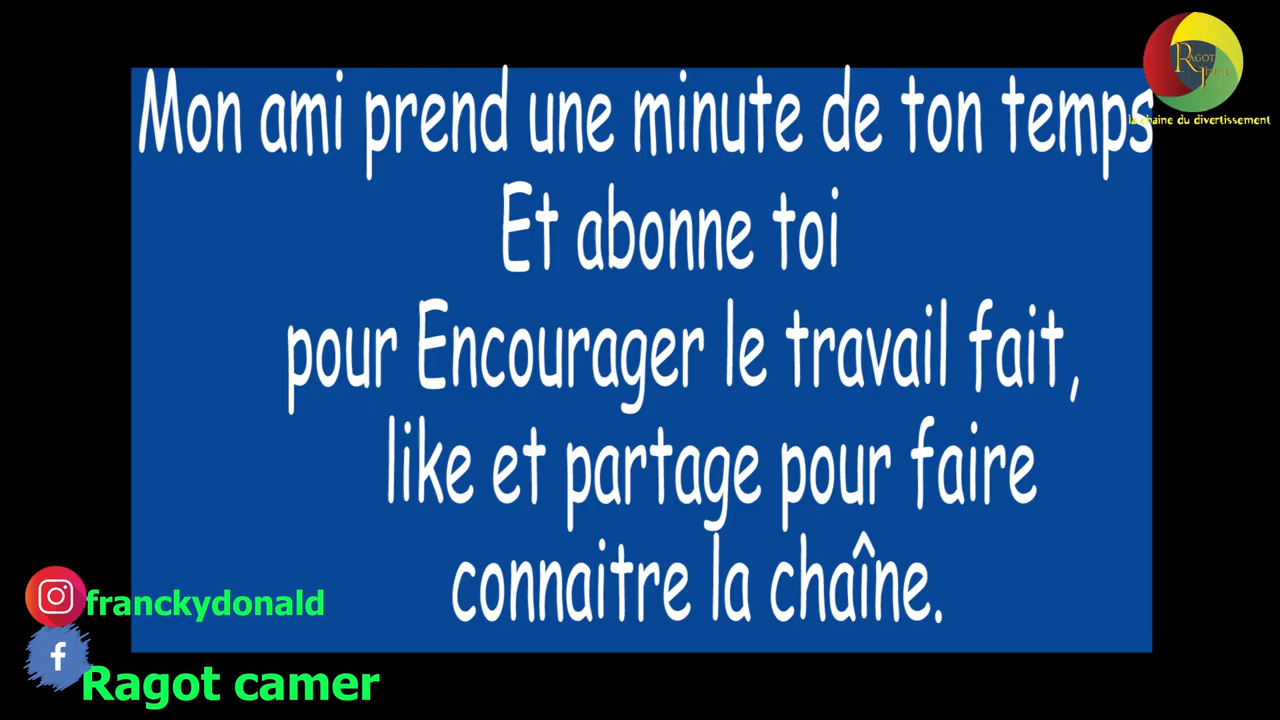 Mon ami prend une minute de ton temps
Et abonne toi
pour Encourager le travail fait,
like et partage pour faire
connaitre la chaîne.
RAGOT
la chaine du divertissement
franckydonald
Ragot camer